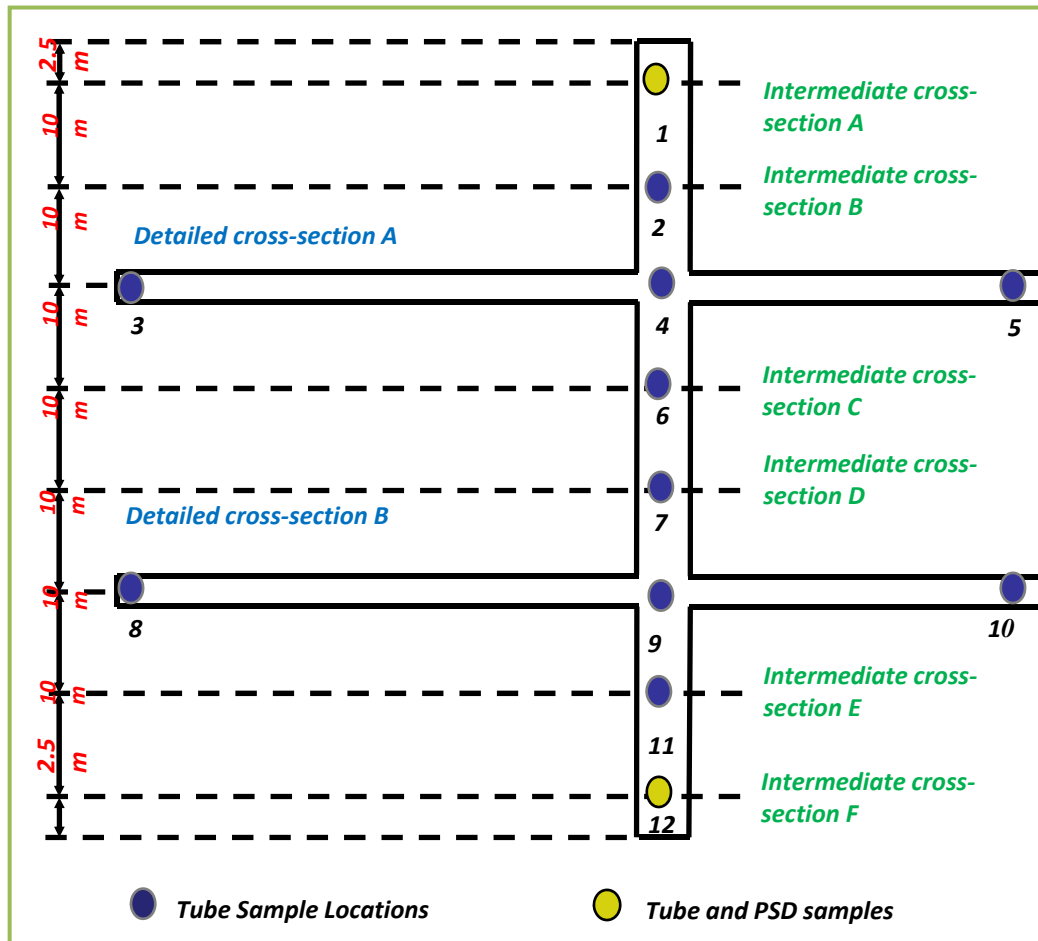 2.5
m
Intermediate cross-
section A
10
m
1
Intermediate cross-
section B
10
m
2
Detailed cross-section A
3
4
5
10
m
Intermediate cross-
section C
6
10
m
Intermediate cross-
section D
7
10
m
Detailed cross-section B
8
9
10
10
m
Intermediate cross-
section E
10
m
11
2.5
m
Intermediate cross-
section F
12
Tube Sample Locations
Tube and PSD samples